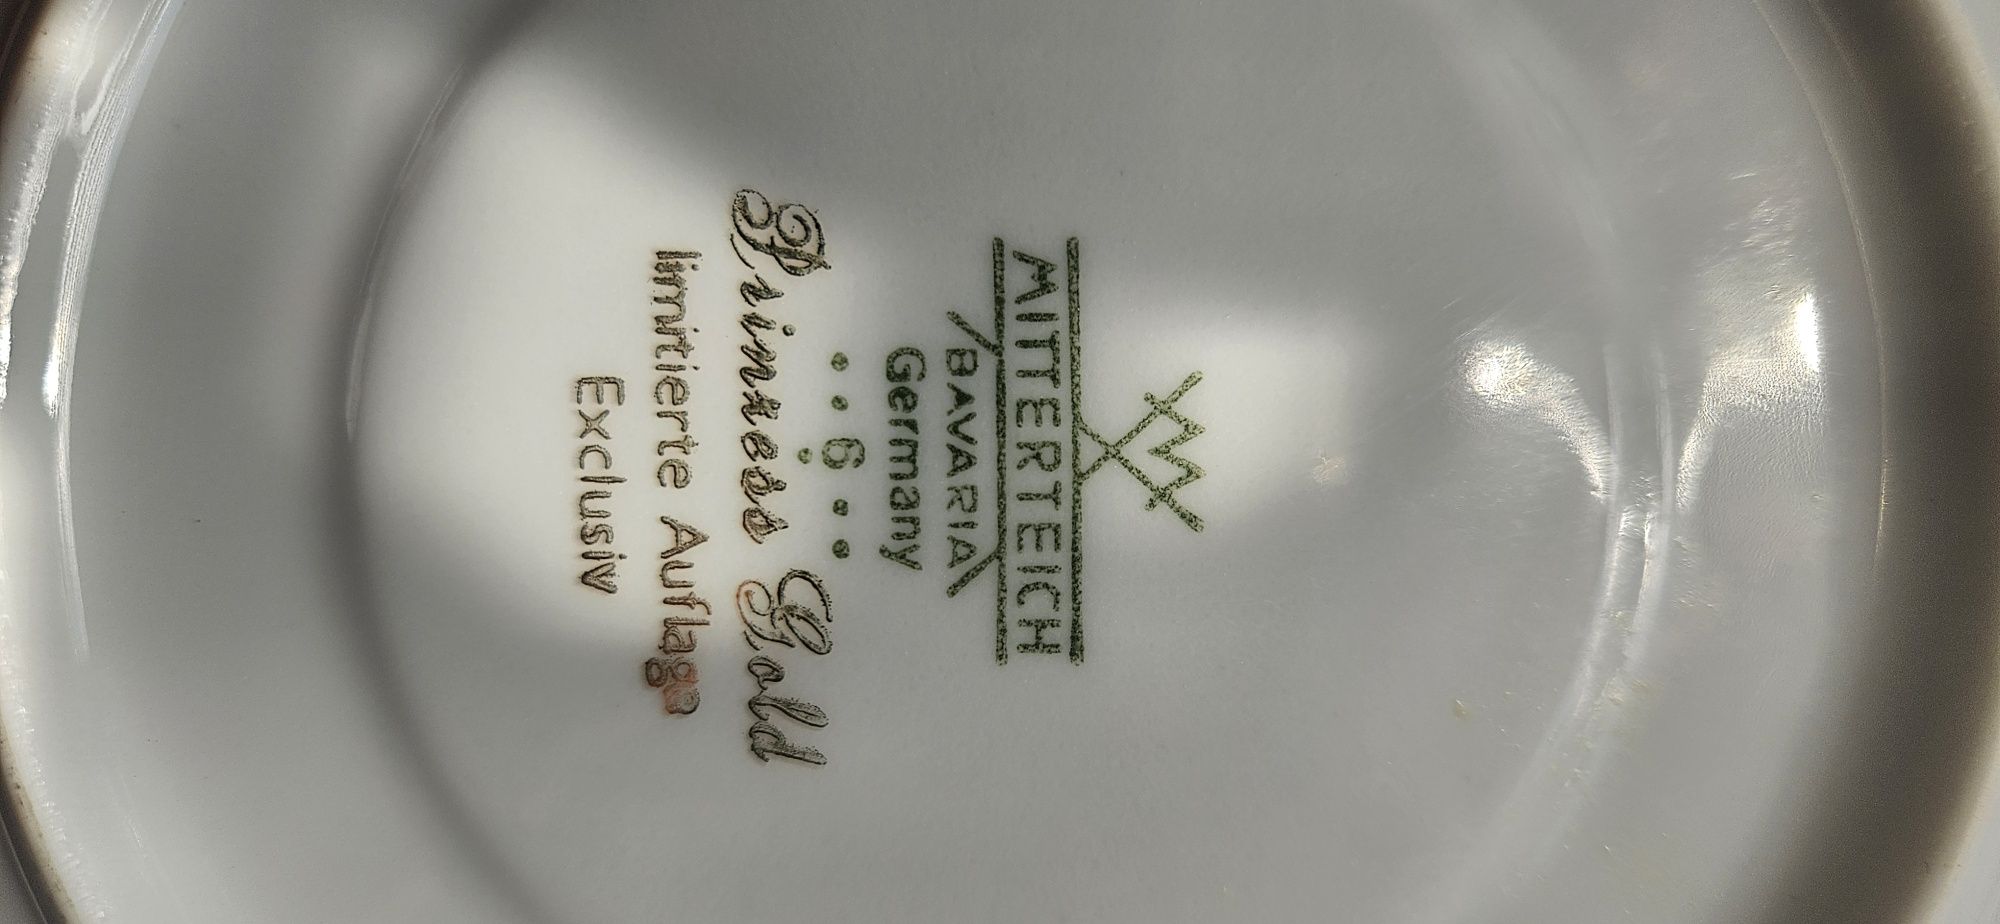 MITTERTEICH
BAVARIA
Germany
. . 6 . .
Prinzess Gold
limitierte Auflage
Exclusiv